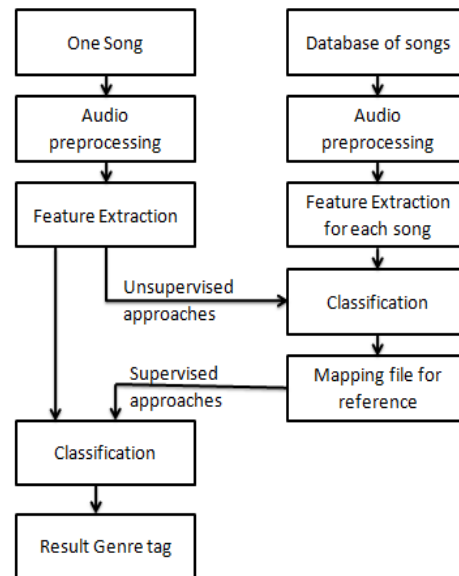 One Song
Database of songs
Audio
preprocessing
Audio
preprocessing
Feature Extraction
Feature Extraction
for each song
Unsupervised
approaches
Classification
Supervised
approaches
Mapping file for
reference
Classification
Result Genre tag